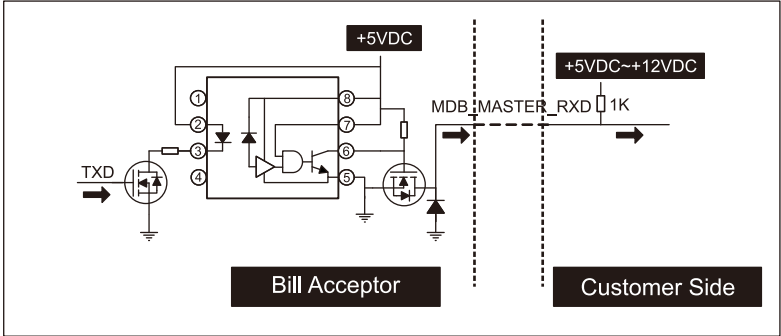 +5VDC
+5VDC~+12VDC
① ⑧
MDB_MASTER_RXD 1K
② ⑦
③ ⑥
TXD
④ ⑤
Bill Acceptor
Customer Side